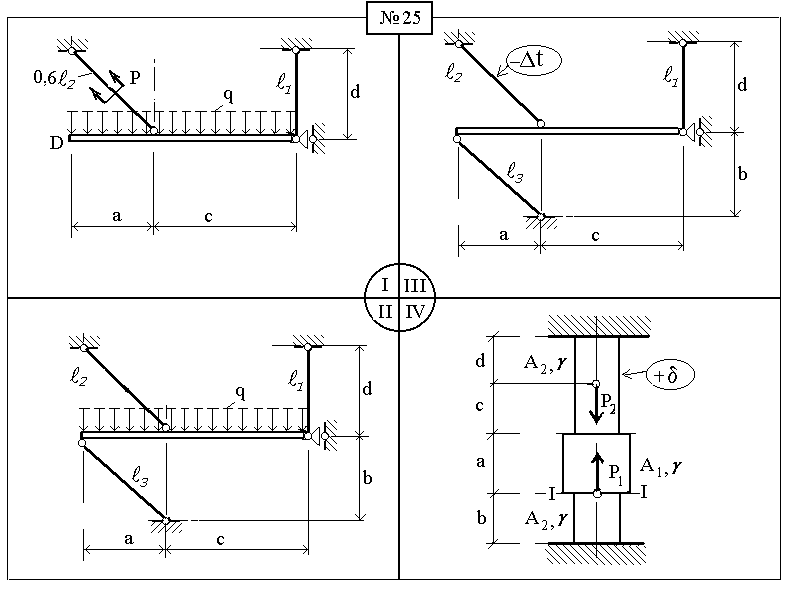 №25
0,6ℓ2
P
q
ℓ1
d
D
a
c
ℓ2
-Δt
ℓ1
d
ℓ3
b
a
c
I
III
II
IV
ℓ2
q
ℓ1
d
ℓ3
b
a
c
d
A2, γ
+δ
c
P2
a
P1
A1, γ
I
I
b
A2, γ